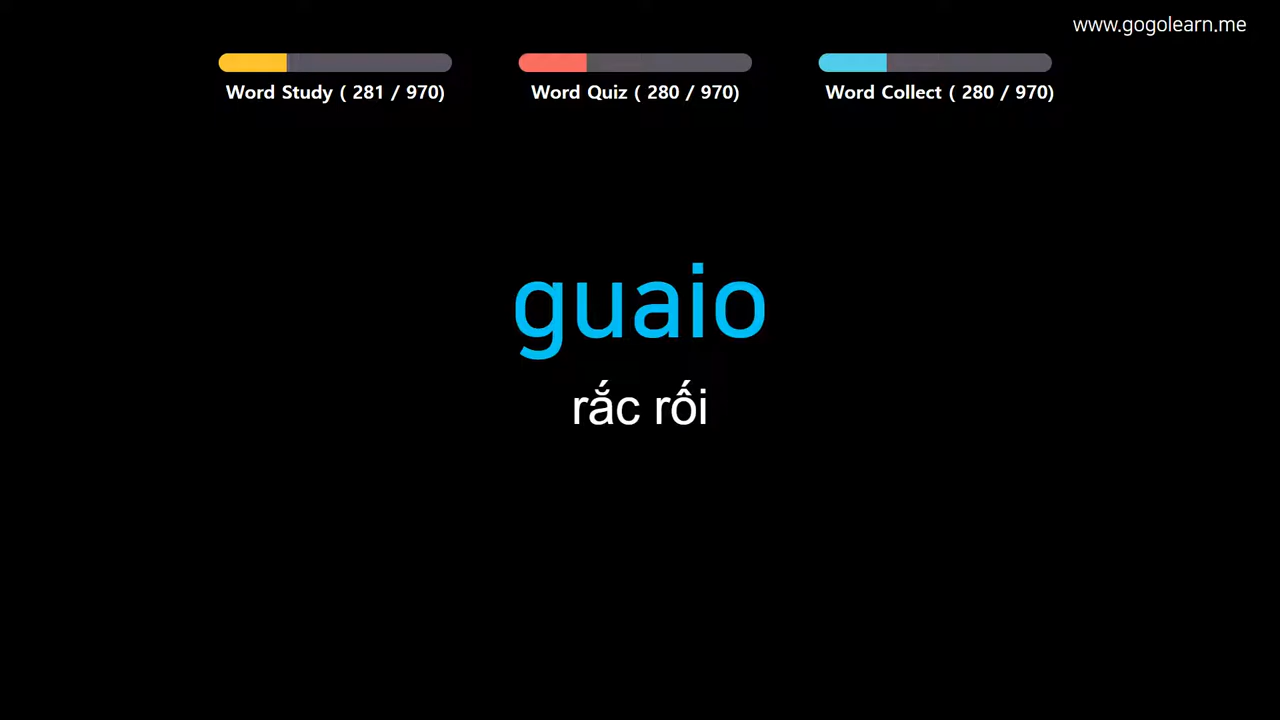 www.gogolearn.me
Word Study ( 281 / 970)
Word Quiz ( 280 / 970)
Word Collect ( 280 / 970)
guaio
rắc rối